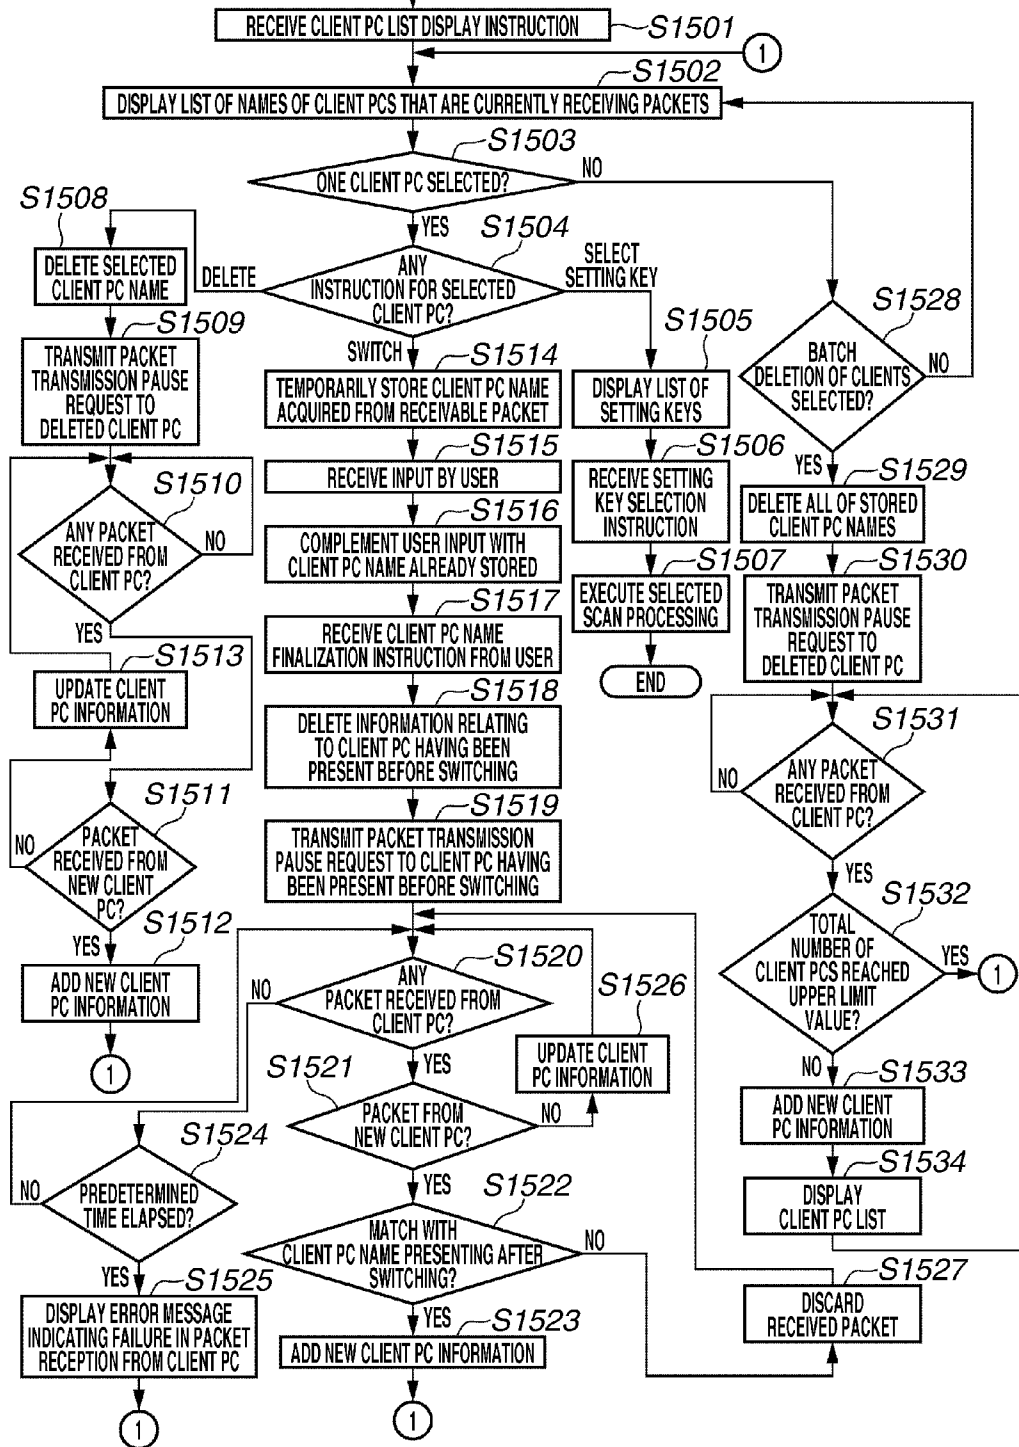 RECEIVE CLIENT PC LIST DISPLAY INSTRUCTION
S1501
1
S1502
DISPLAY LIST OF NAMES OF CLIENT PCS THAT ARE CURRENTLY RECEIVING PACKETS
S1503
ONE CLIENT PC SELECTED?
NO
YES
S1508
DELETE SELECTED
CLIENT PC NAME
S1504
DELETE
ANY
INSTRUCTION FOR SELECTED
CLIENT PC?
SELECT
SETTING KEY
SWITCH
S1509
TRANSMIT PACKET
TRANSMISSION PAUSE
REQUEST TO
DELETED CLIENT PC
S1510
ANY PACKET
RECEIVED FROM
CLIENT PC?
NO
YES
S1513
UPDATE CLIENT
PC INFORMATION
S1511
PACKET
RECEIVED FROM
NEW CLIENT
PC?
NO
YES
S1512
ADD NEW CLIENT
PC INFORMATION
1
S1514
TEMPORARILY STORE CLIENT PC NAME
ACQUIRED FROM RECEIVABLE PACKET
S1515
RECEIVE INPUT BY USER
S1516
COMPLEMENT USER INPUT WITH
CLIENT PC NAME ALREADY STORED
S1517
RECEIVE CLIENT PC NAME
FINALIZATION INSTRUCTION FROM USER
S1518
DELETE INFORMATION RELATING
TO CLIENT PC HAVING BEEN
PRESENT BEFORE SWITCHING
S1519
TRANSMIT PACKET TRANSMISSION
PAUSE REQUEST TO CLIENT PC HAVING
BEEN PRESENT BEFORE SWITCHING
S1505
DISPLAY LIST OF
SETTING KEYS
S1506
RECEIVE SETTING
KEY SELECTION
INSTRUCTION
S1507
EXECUTE SELECTED
SCAN PROCESSING
END
S1528
BATCH
DELETION OF CLIENTS
SELECTED?
NO
YES
S1529
DELETE ALL OF STORED
CLIENT PC NAMES
S1530
TRANSMIT PACKET
TRANSMISSION PAUSE
REQUEST TO
DELETED CLIENT PC
S1531
ANY PACKET
RECEIVED FROM
CLIENT PC?
NO
YES
S1532
TOTAL
NUMBER OF
CLIENT PCS REACHED
UPPER LIMIT
VALUE?
YES
1
NO
S1533
ADD NEW CLIENT
PC INFORMATION
S1534
DISPLAY
CLIENT PC LIST
S1520
ANY
PACKET RECEIVED FROM
CLIENT PC?
NO
YES
S1526
UPDATE CLIENT
PC INFORMATION
S1521
PACKET FROM
NEW CLIENT PC?
NO
YES
S1524
PREDETERMINED
TIME ELAPSED?
NO
YES
S1525
DISPLAY ERROR MESSAGE
INDICATING FAILURE IN PACKET
RECEPTION FROM CLIENT PC
1
S1522
MATCH WITH
CLIENT PC NAME PRESENTING AFTER
SWITCHING?
NO
YES
S1523
ADD NEW CLIENT PC INFORMATION
1
S1527
DISCARD
RECEIVED PACKET